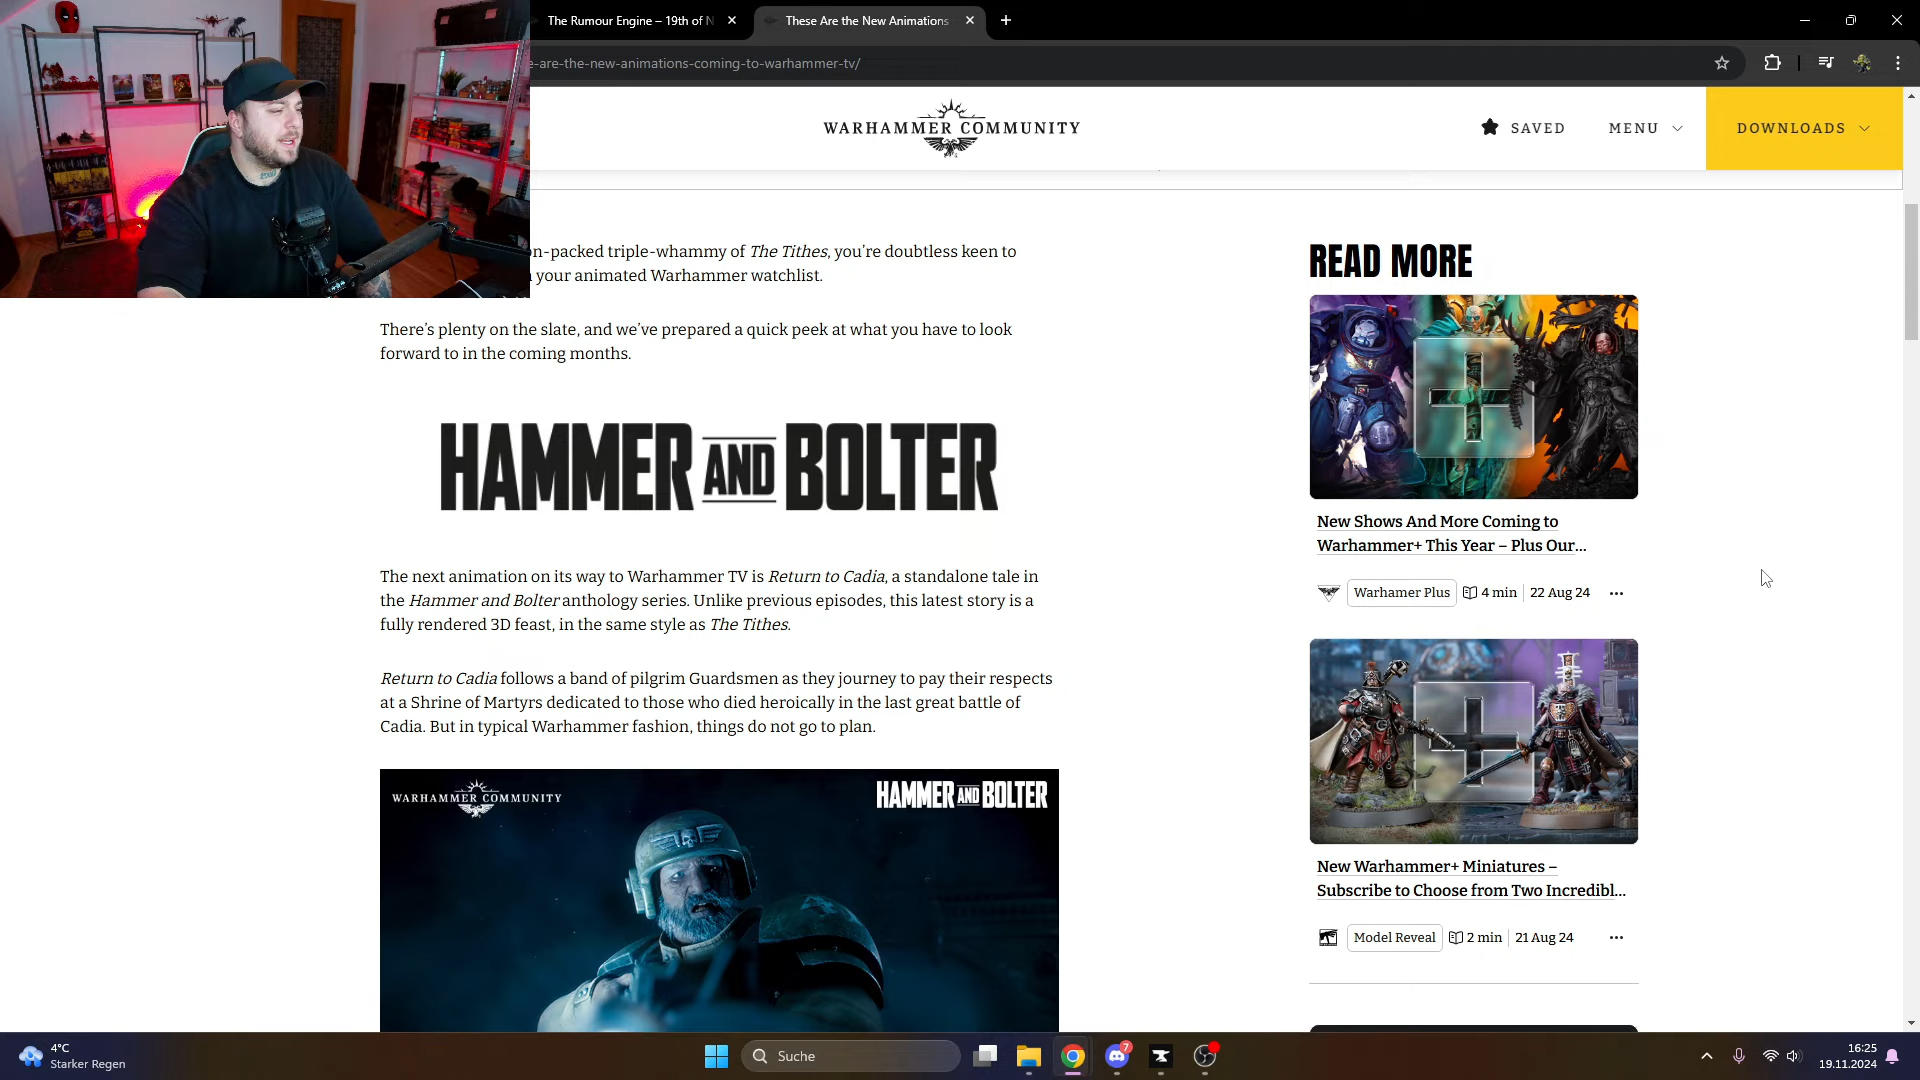 The Rumour Engine – 19th of N
These Are the New Animations
e-are-the-new-animations-coming-to-warhammer-tv/
WARHAMMER COMMUNITY
SAVED
MENU
DOWNLOADS
on-packed triple-whammy of The Tithes, you’re doubtless keen to
your animated Warhammer watchlist.
There’s plenty on the slate, and we’ve prepared a quick peek at what you have to look
forward to in the coming months.
HAMMER AND BOLTER
The next animation on its way to Warhammer TV is Return to Cadia, a standalone tale in
the Hammer and Bolter anthology series. Unlike previous episodes, this latest story is a
fully rendered 3D feast, in the same style as The Tithes.
Return to Cadia follows a band of pilgrim Guardsmen as they journey to pay their respects
at a Shrine of Martyrs dedicated to those who died heroically in the last great battle of
Cadia. But in typical Warhammer fashion, things do not go to plan.
WARHAMMER COMMUNITY
HAMMER AND BOLTER
READ MORE
New Shows And More Coming to
Warhammer+ This Year – Plus Our...
Warhamer Plus
4 min
22 Aug 24
New Warhammer+ Miniatures –
Subscribe to Choose from Two Incredibl...
Model Reveal
2 min
21 Aug 24
4°C
Starker Regen
Suche
7
16:25
19.11.2024